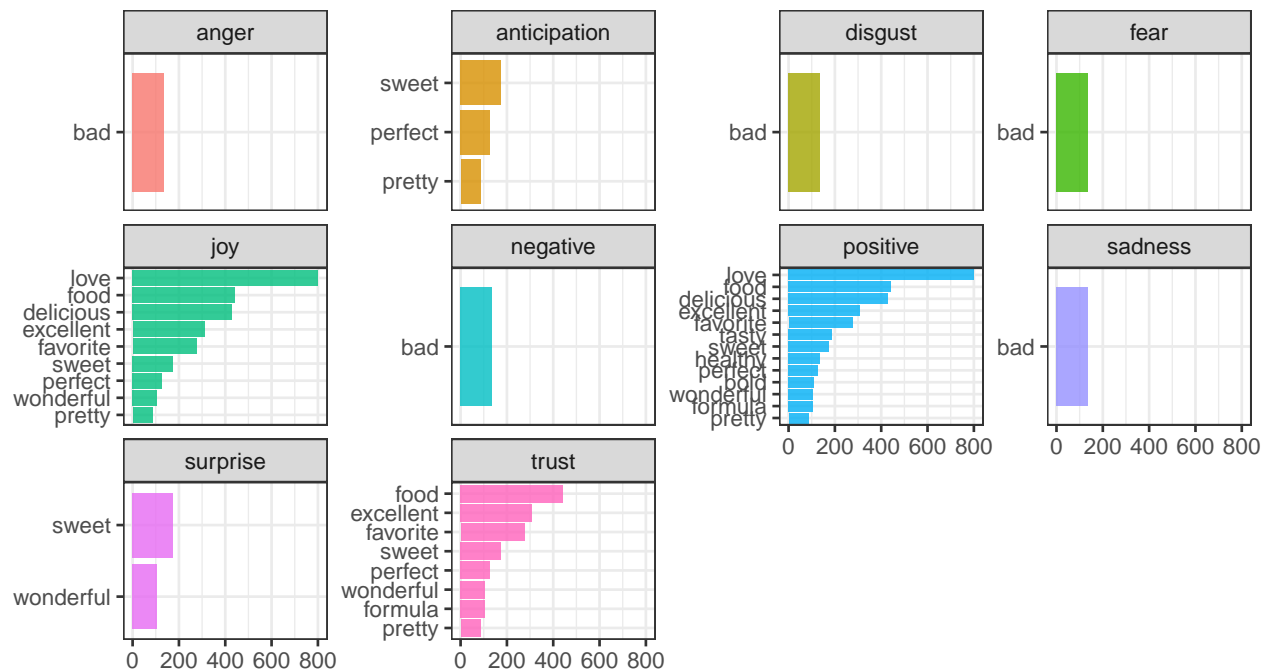 anger
bad
anticipation
sweet
perfect
pretty
disgust
bad
fear
bad
joy
love
food
delicious
excellent
favorite
sweet
perfect
wonderful
pretty
negative
bad
positive
love
food
delicious
excellent
favorite
tasty
sweet
healthy
perfect
bold
wonderful
formula
pretty
0 200 400 600 800
sadness
bad
0 200 400 600 800
surprise
sweet
wonderful
0 200 400 600 800
trust
food
excellent
favorite
sweet
perfect
wonderful
formula
pretty
0 200 400 600 800